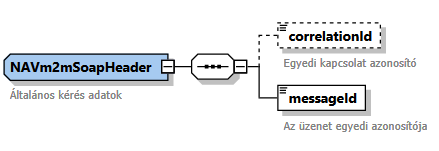 correlationId
Egyedi kapcsolat azonosító
NAVm2mSoapHeader
Általános kérés adatok
messageId
Az üzenet egyedi azonosítója